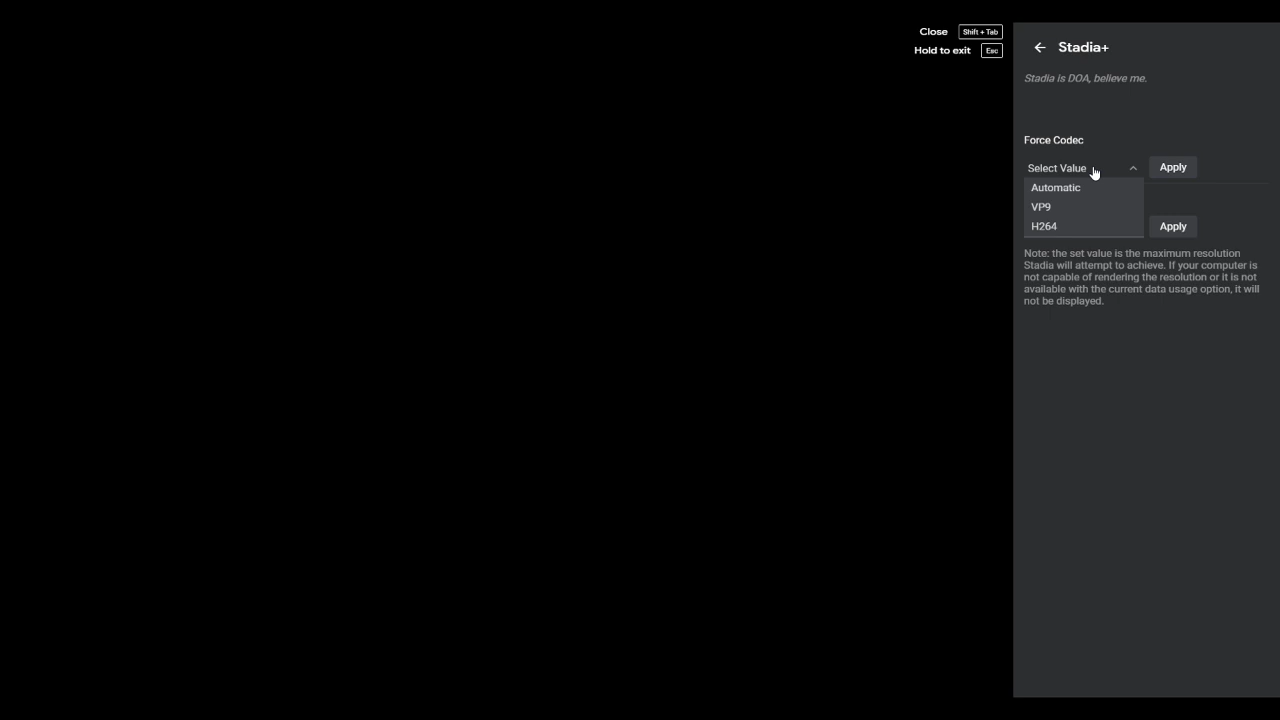 Close Shift + Tab
Hold to exit Esc
Stadia+
Stadia is DOA, believe me.
Force Codec
Select Value Apply
Automatic
VP9
H264 Apply
Note: the set value is the maximum resolution
Stadia will attempt to achieve. If your computer is
not capable of rendering the resolution or it is not
available with the current data usage option, it will
not be displayed.